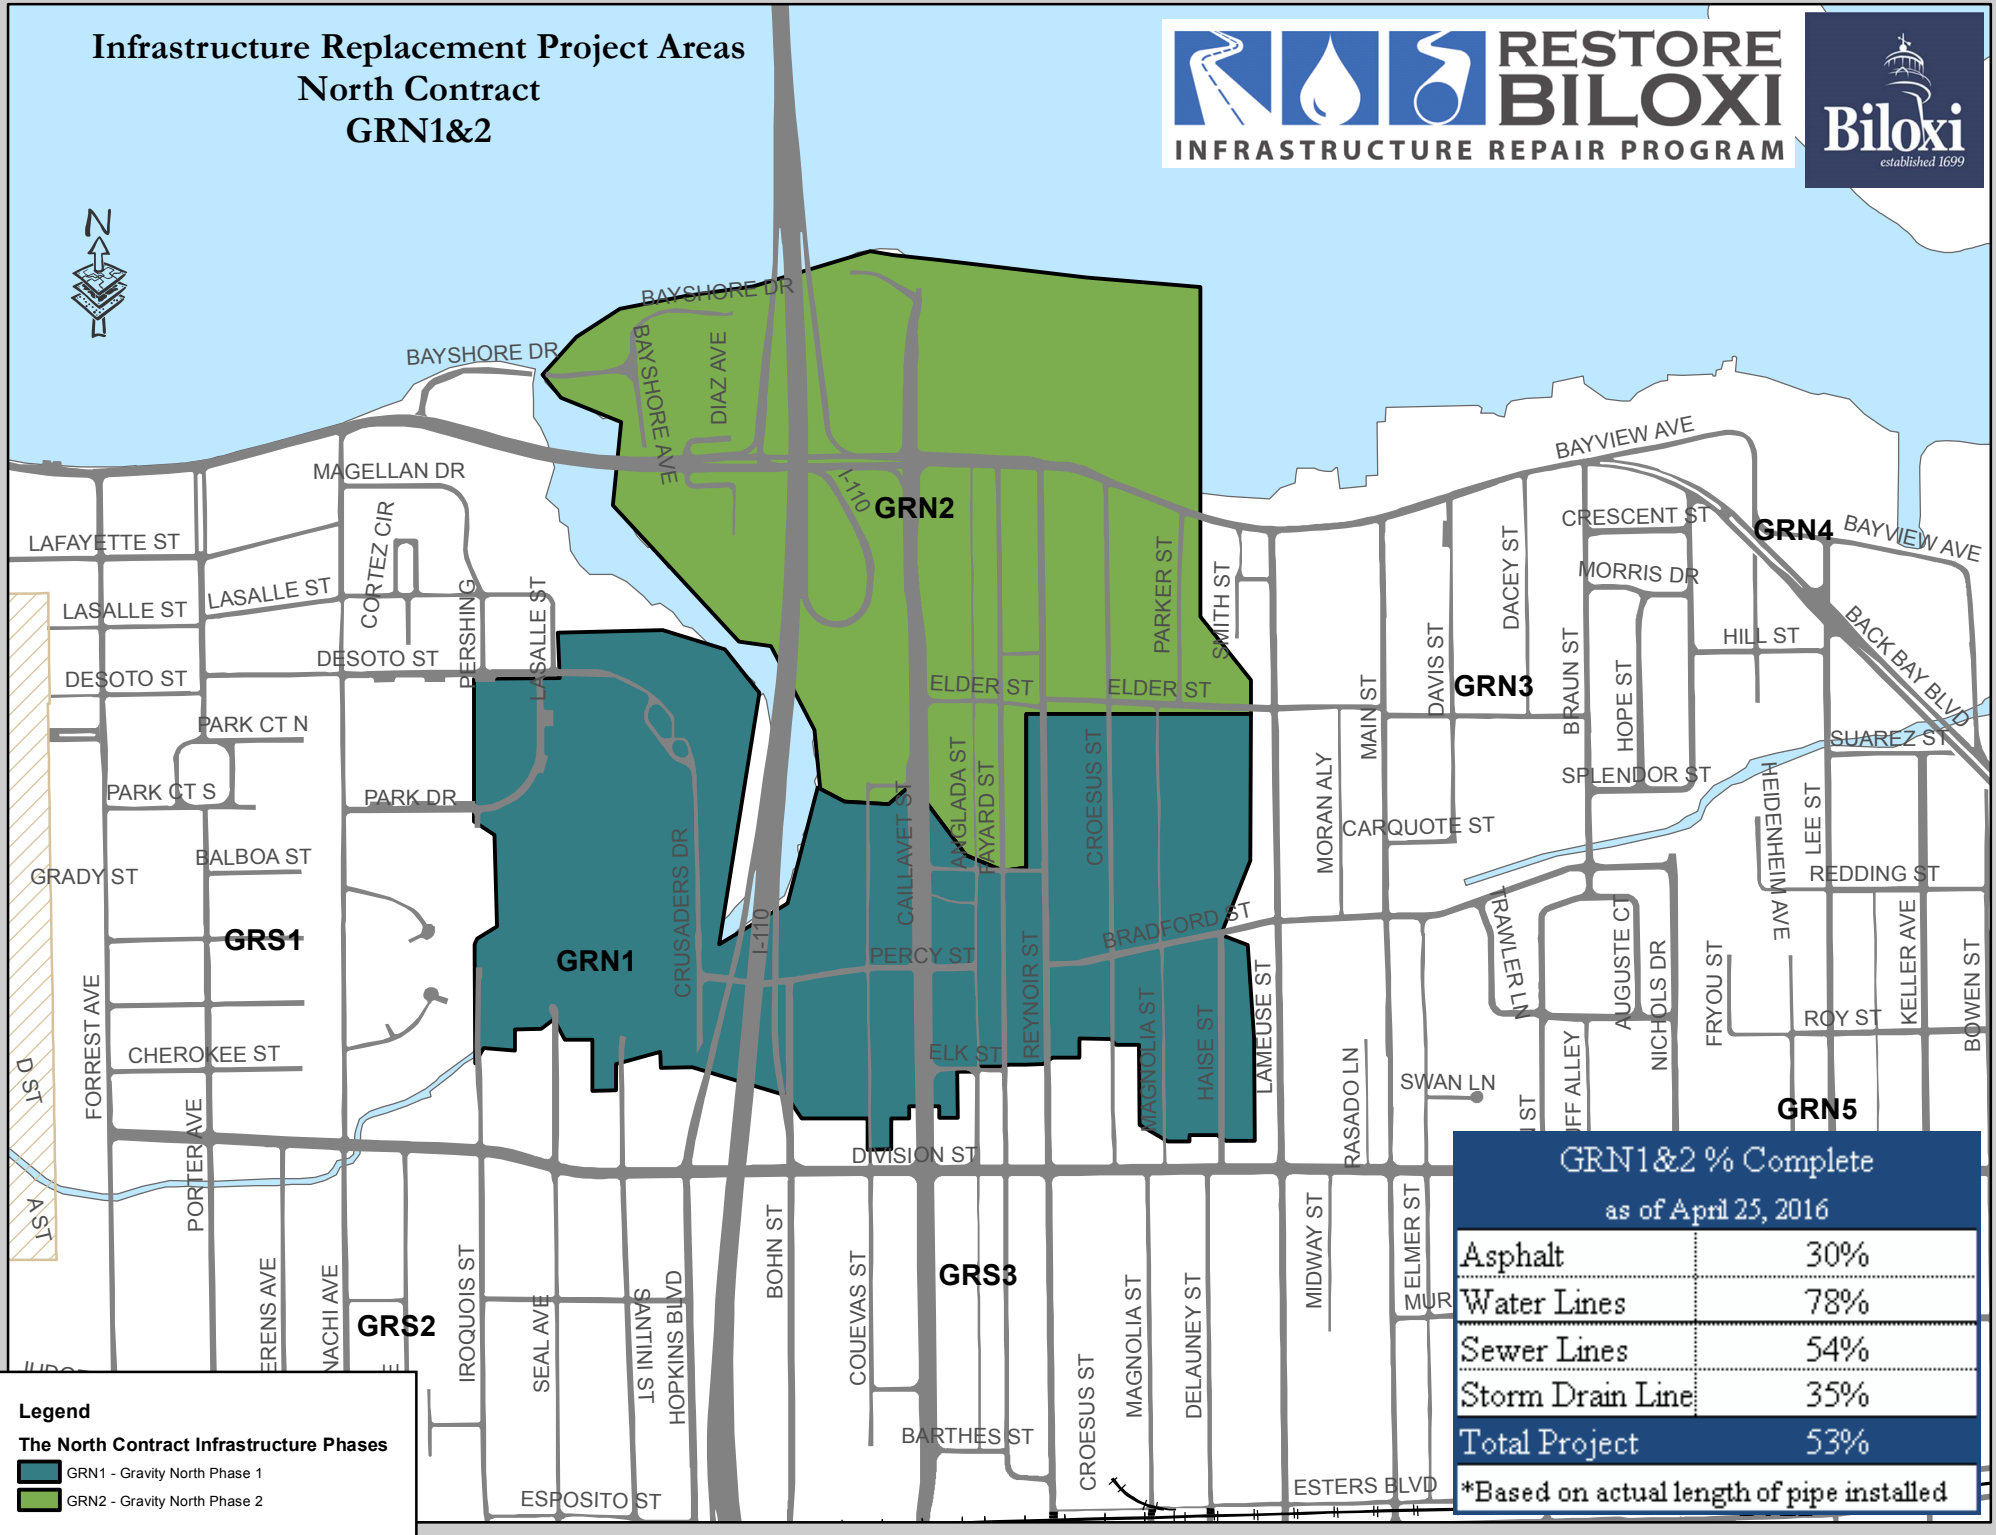 Infrastructure Replacement Project Areas
North Contract
GRN1&2
RESTORE
BILOXI
INFRASTRUCTURE REPAIR PROGRAM
Biloxi
established 1699
N
BAYSHORE DR
BAYSHORE DR
BAYSHORE AVE
DIAZ AVE
I-110
GRN2
MAGELLAN DR
CORTEZ CIR
LAFAYETTE ST
LASALLE ST
LASALLE ST
DESOTO ST
DESOTO ST
PERSHING
LASALLE ST
PARK CT N
PARK CT S
PARK DR
BALBOA ST
GRADY ST
GRS1
FORREST AVE
CHEROKEE ST
D ST
A ST
PORTER AVE
GRN1
CRUSADERS DR
I-110
CAILLAVET ST
ANGLADA ST
FAYARD ST
ELDER ST
ELDER ST
PARKER ST
SMITH ST
CROESUS ST
PERCY ST
BRADFORD ST
REYNOIR ST
ELK ST
MAGNOLIA ST
HAISE ST
LAMEUSE ST
DIVISION ST
BAYVIEW AVE
CRESCENT ST
GRN4
BAYVIEW AVE
MORRIS DR
DACEY ST
DAVIS ST
GRN3
BRAUN ST
HOPE ST
HILL ST
BACK BAY BLVD
SUAREZ ST
SPLENDOR ST
MAIN ST
MORAN ALY
CARQUOTE ST
HEIDENHEIM AVE
LEE ST
REDDING ST
TRAWLER LN
AUGUSTE CT
NICHOLS DR
FRYOU ST
KELLER AVE
BOWEN ST
ROY ST
RASADO LN
SWAN LN
N ST
UFF ALLEY
GRN5
ERENS AVE
NACHI AVE
GRS2
IROQUOIS ST
SEAL AVE
SANTINI ST
HOPKINS BLVD
BOHN ST
COUEVAS ST
GRS3
BARTHES ST
CROESUS ST
MAGNOLIA ST
DELAUNEY ST
MIDWAY ST
ELMER ST
MUR
ESTERS BLVD
ESPOSITO ST
GRN1&2 % Complete
as of April 25, 2016
Asphalt 30%
Water Lines 78%
Sewer Lines 54%
Storm Drain Line 35%
Total Project 53%
*Based on actual length of pipe installed
Legend
The North Contract Infrastructure Phases
GRN1 - Gravity North Phase 1
GRN2 - Gravity North Phase 2